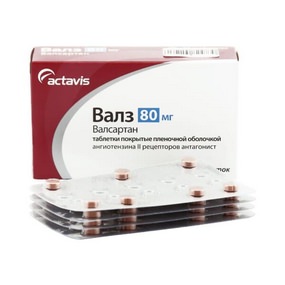 actavis
Валз 80 мг
Валсартан
таблетки покрытые пленочной оболочкой
ангиотензина II рецепторов антагонист